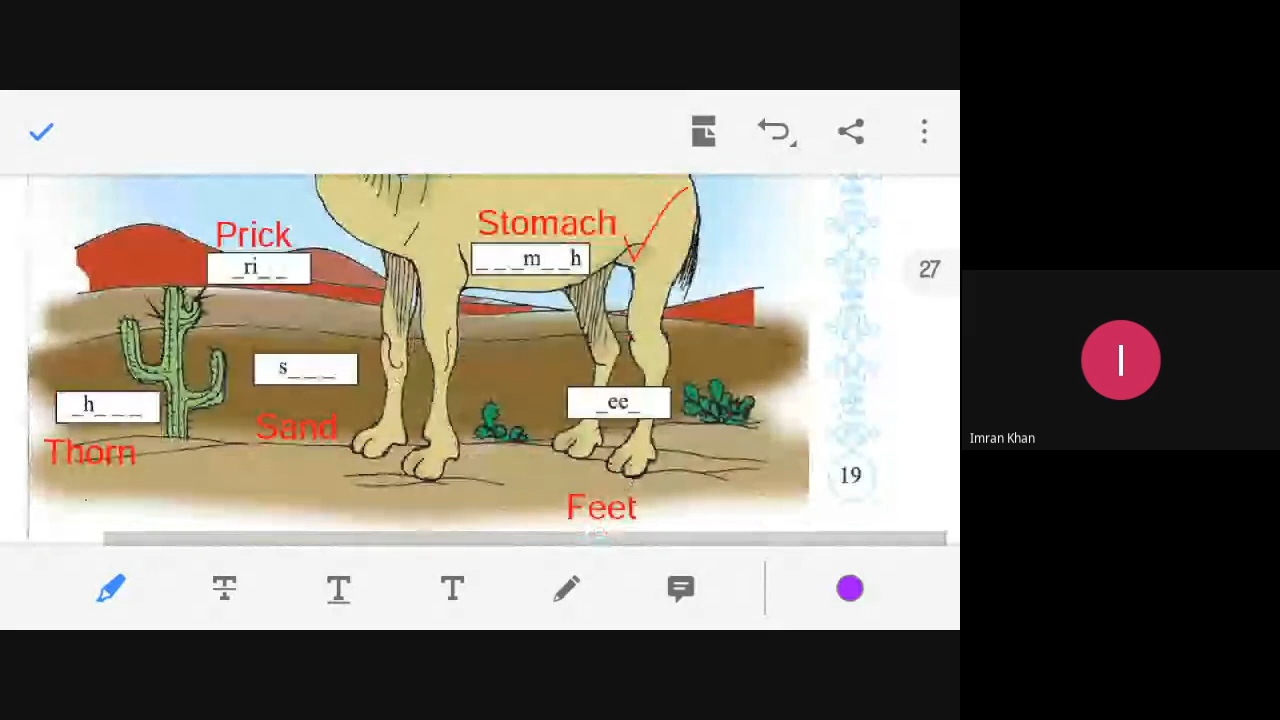 Prick
_ri_ _
Stomach
_ _ _m_ _h
27
s_ _ _
_h_ _ _
Sand
_ee_
Thorn
19
Feet
I
Imran Khan
T
T
T